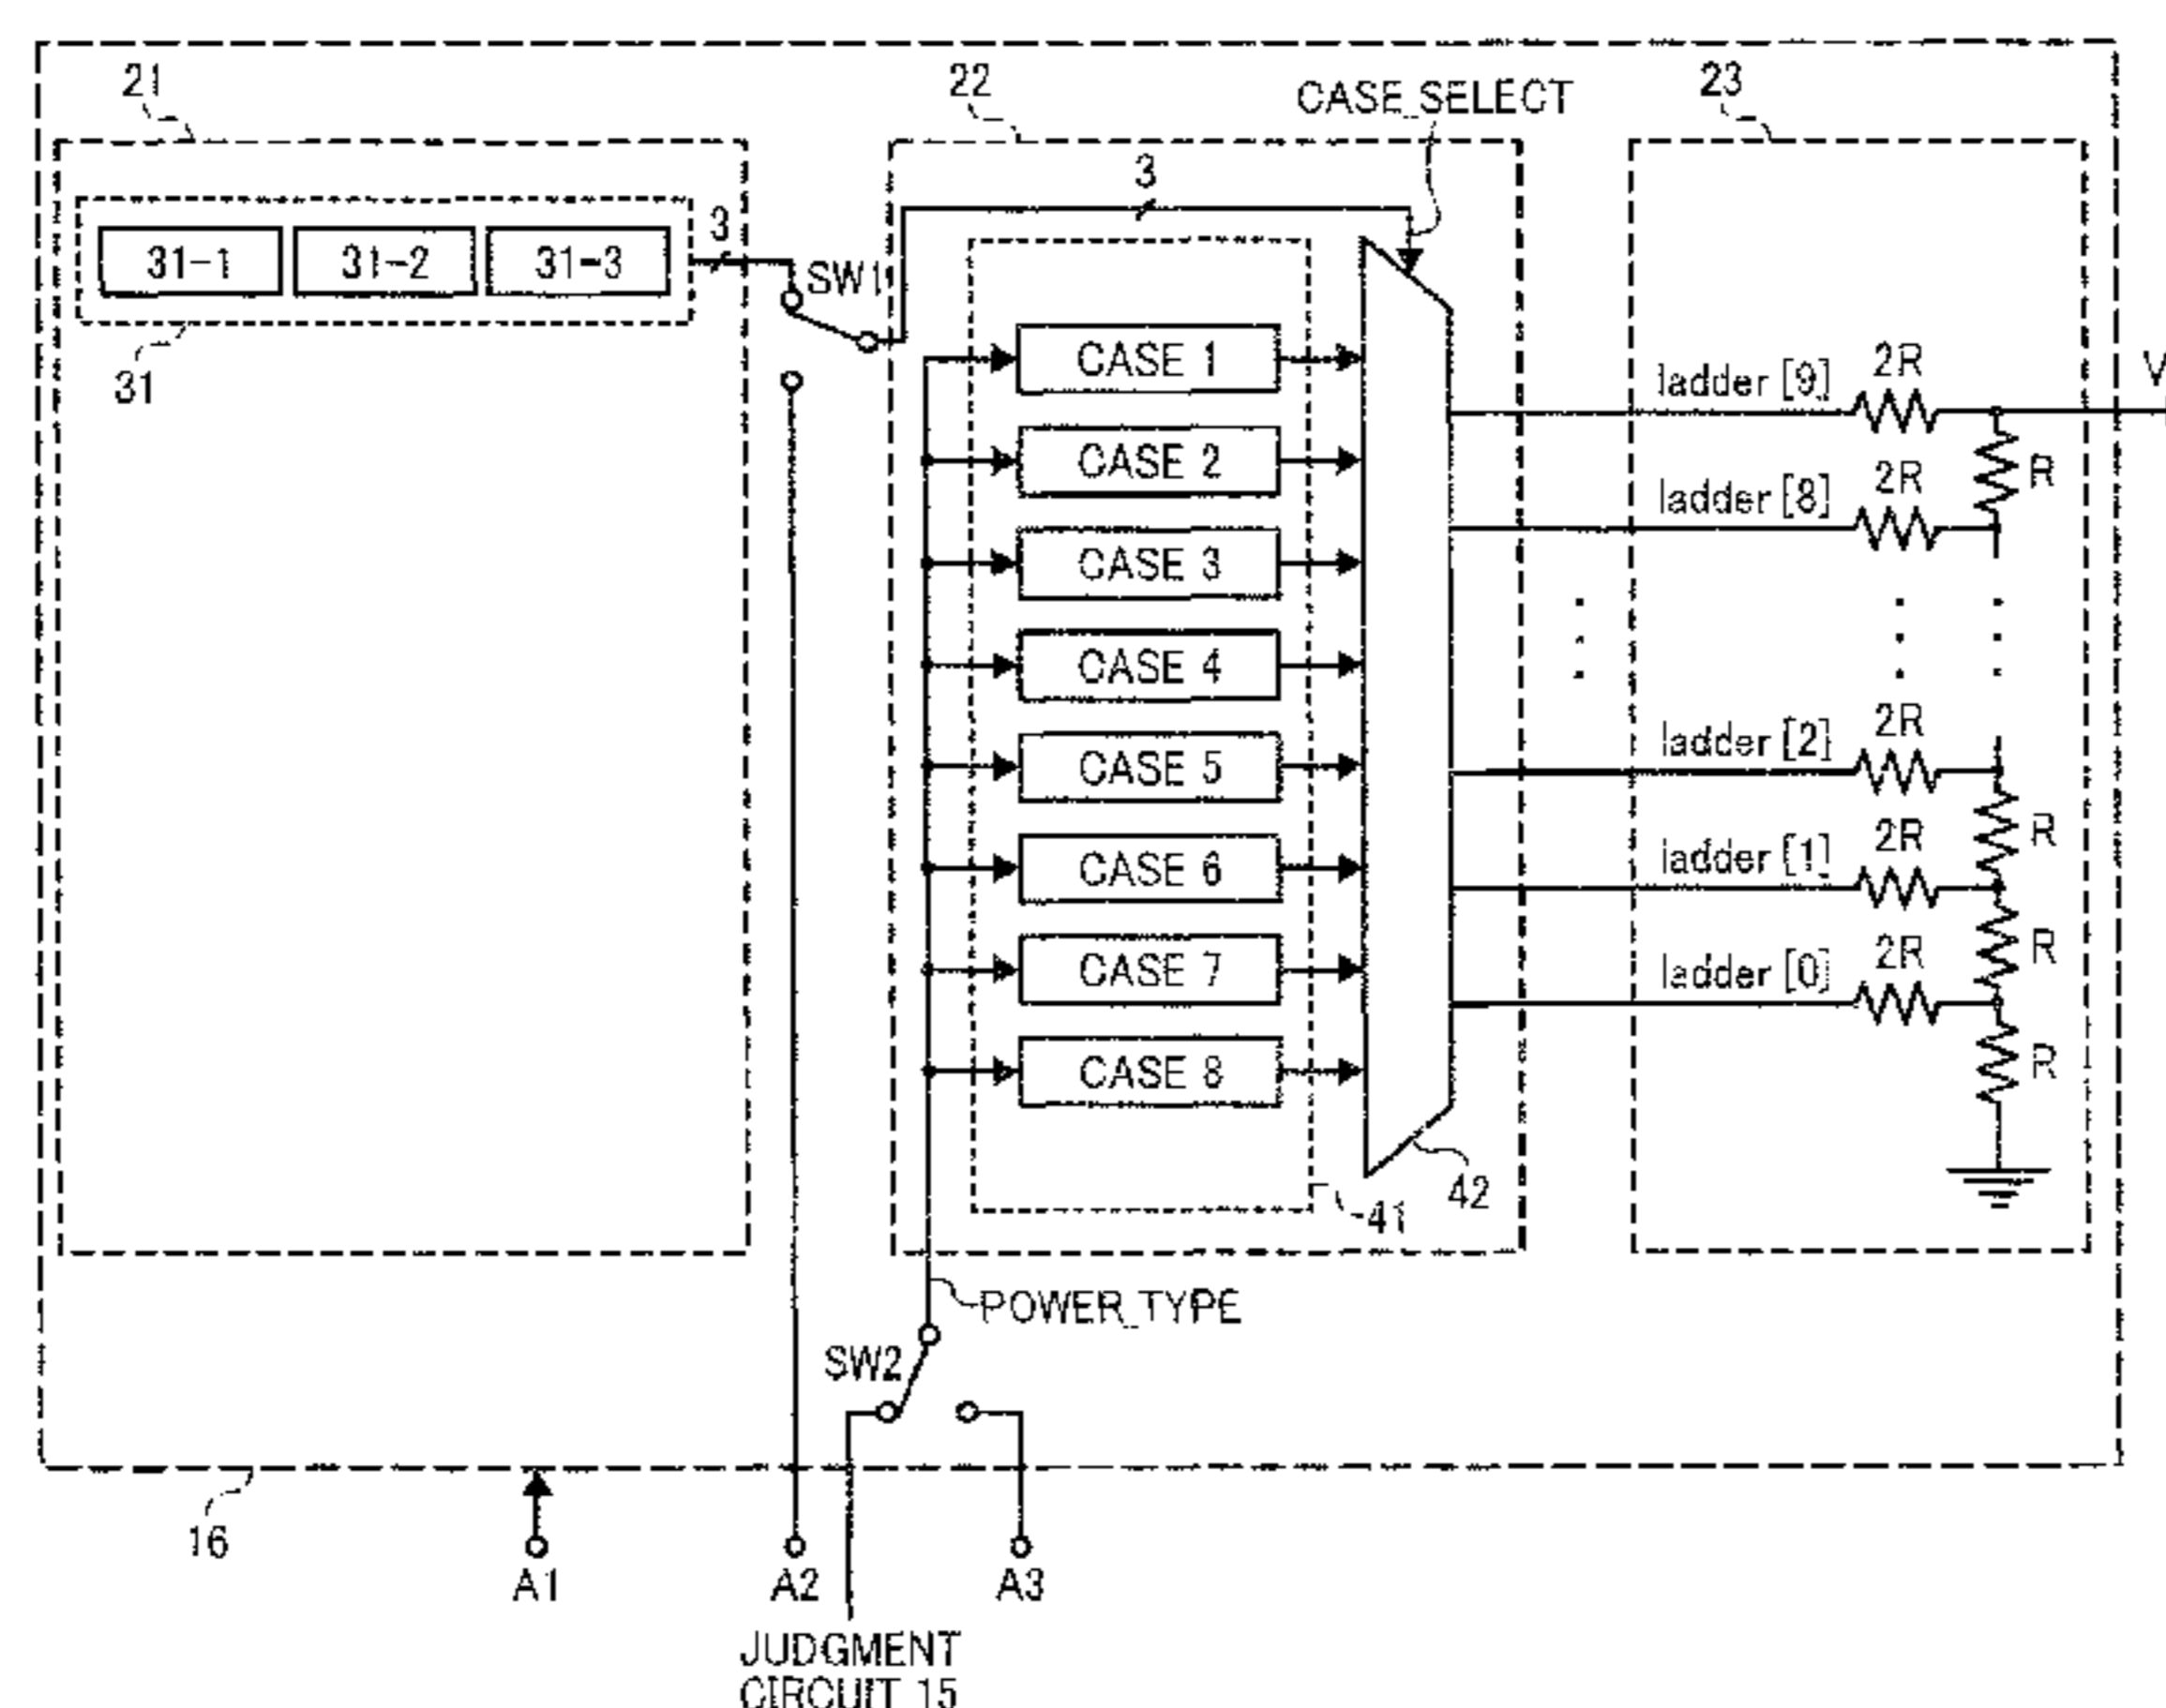 21
22
CASE_SELECT
23
3
3
31-1 31-2 31-3
SW1
31
CASE 1
CASE 2
CASE 3
CASE 4
CASE 5
CASE 6
CASE 7
CASE 8
ladder [9] 2R
V
R
ladder [8] 2R
ladder [2] 2R
R
ladder [1] 2R
R
ladder [0] 2R
R
42
41
POWER_TYPE
SW2
16
A1
A2
A3
JUDGMENT
CIRCUIT 15